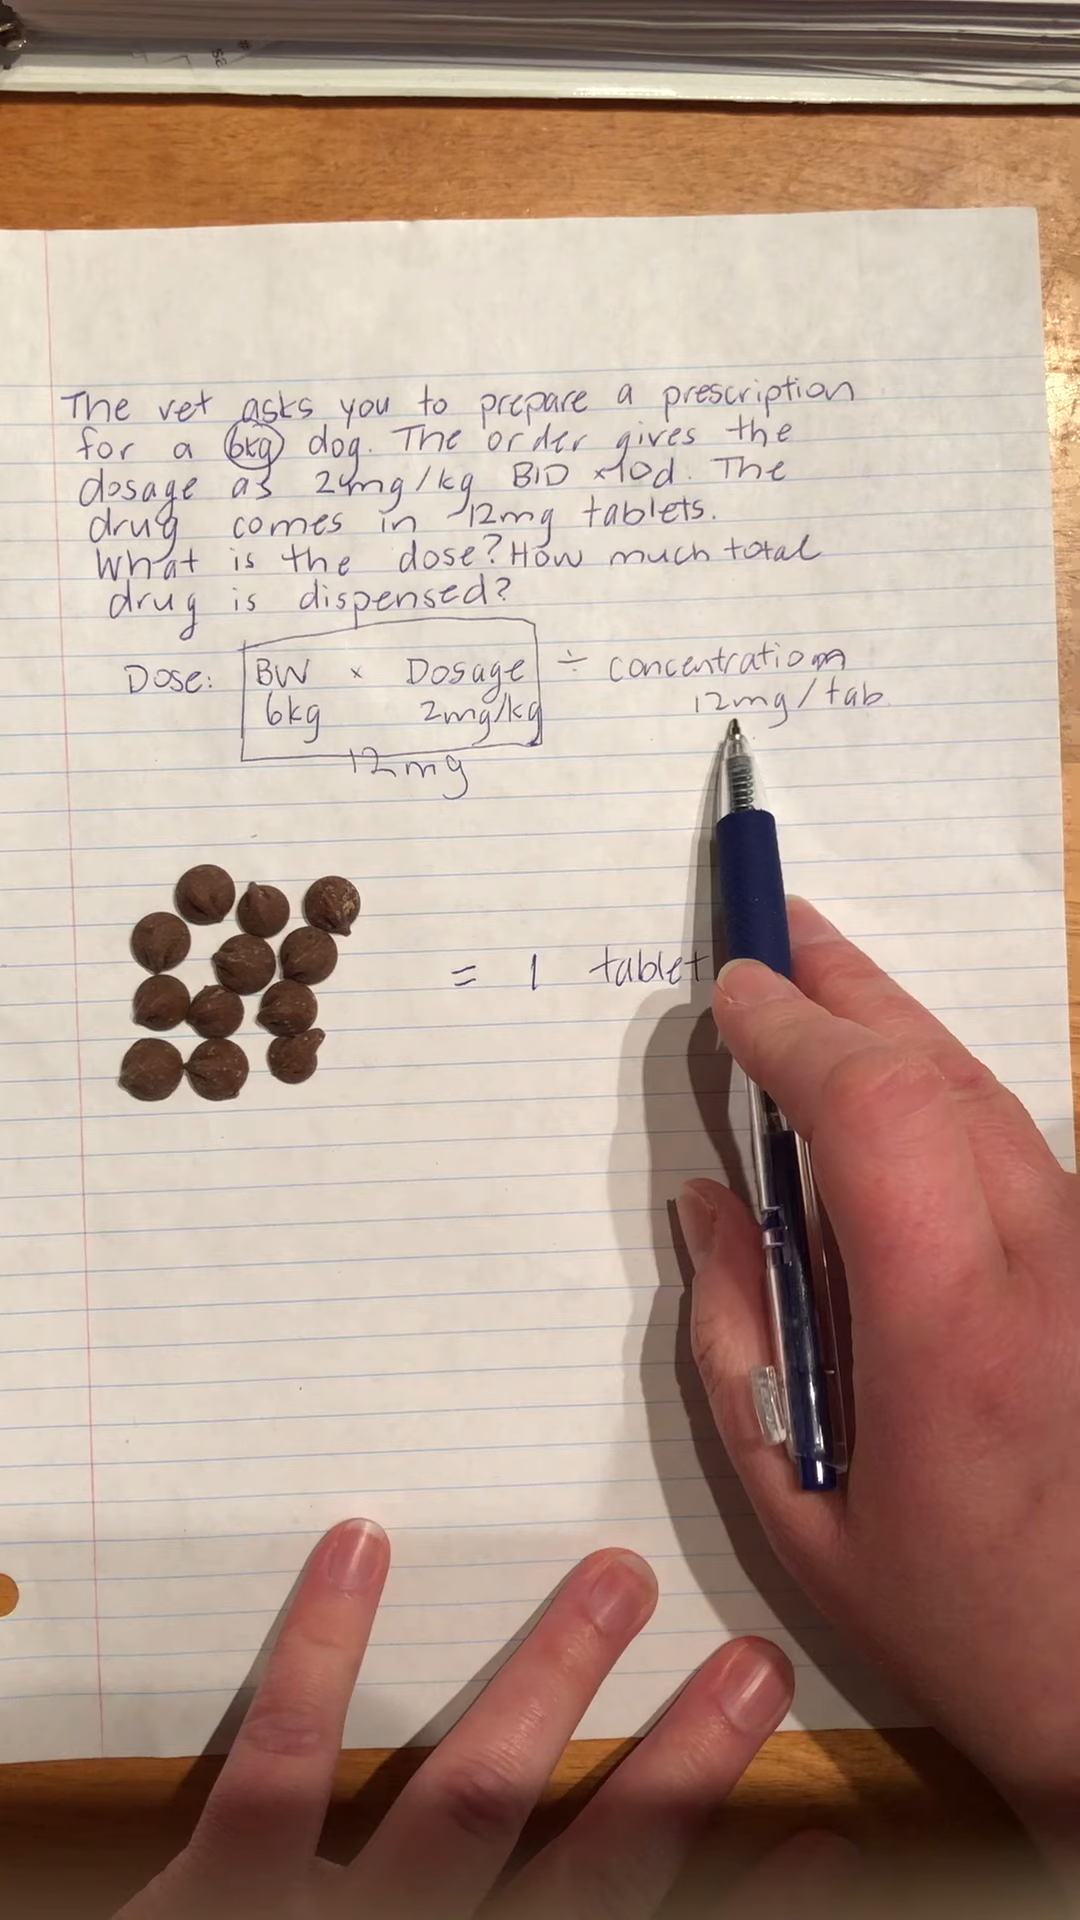 The vet asks you to prepare a prescription
for a 6kg dog. The order gives the
dosage as 2mg/kg BID x10d. The
drug comes in 12mg tablets.
What is the dose? How much total
drug is dispensed?
Dose: BW x Dosage ÷ concentration
6kg 2mg/kg 12mg/tab
12mg
= 1 tablet